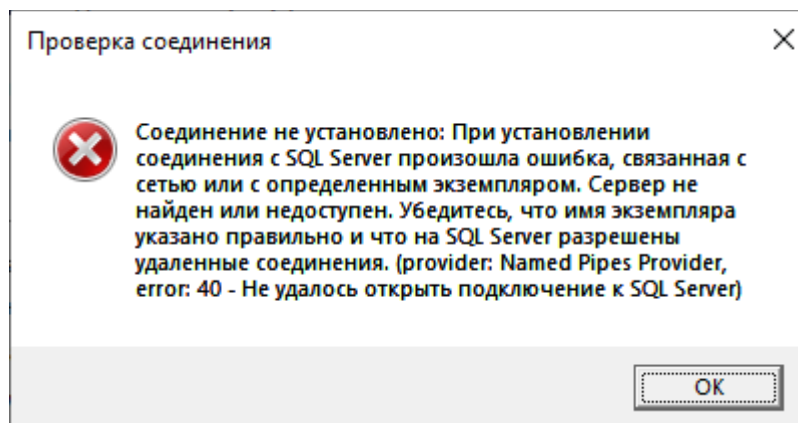 Проверка соединения
Соединение не установлено: При установлении
соединения с SQL Server произошла ошибка, связанная с
сетью или с определенным экземпляром. Сервер не
найден или недоступен. Убедитесь, что имя экземпляра
указано правильно и что на SQL Server разрешены
удаленные соединения. (provider: Named Pipes Provider,
error: 40 - Не удалось открыть подключение к SQL Server)
ОК